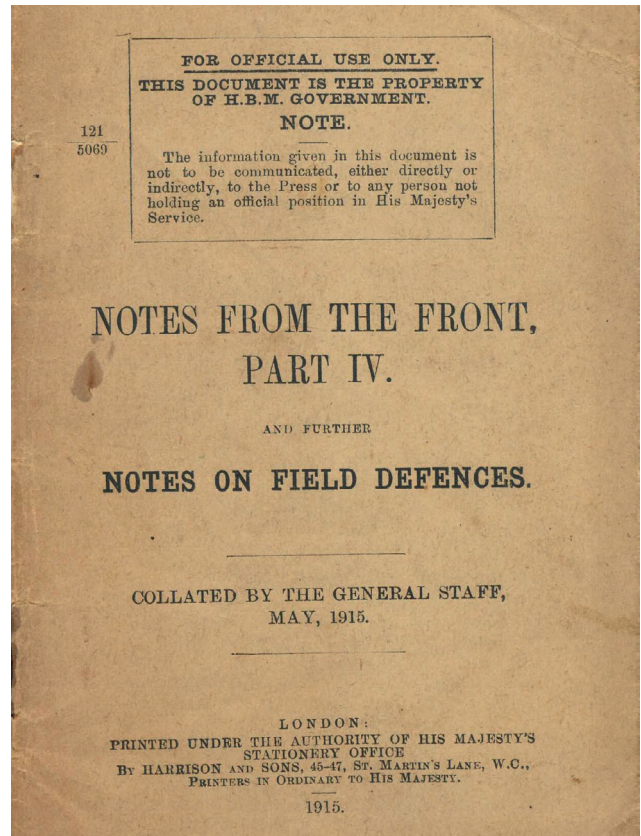 FOR OFFICIAL USE ONLY.
THIS DOCUMENT IS THE PROPERTY
OF H.B.M. GOVERNMENT.
NOTE.
121
5069
The information given in this document is
not to be communicated, either directly or
indirectly, to the Press or to any person not
holding an official position in His Majesty's
Service.
NOTES FROM THE FRONT,
PART IV.
AND FURTHER
NOTES ON FIELD DEFENCES.
COLLATED BY THE GENERAL STAFF,
MAY, 1915.
LONDON:
PRINTED UNDER THE AUTHORITY OF HIS MAJESTY'S
STATIONERY OFFICE
BY HARRISON AND SONS, 45-47, ST. MARTIN'S LANE, W.C.,
PRINTERS IN ORDINARY TO HIS MAJESTY.
1915.